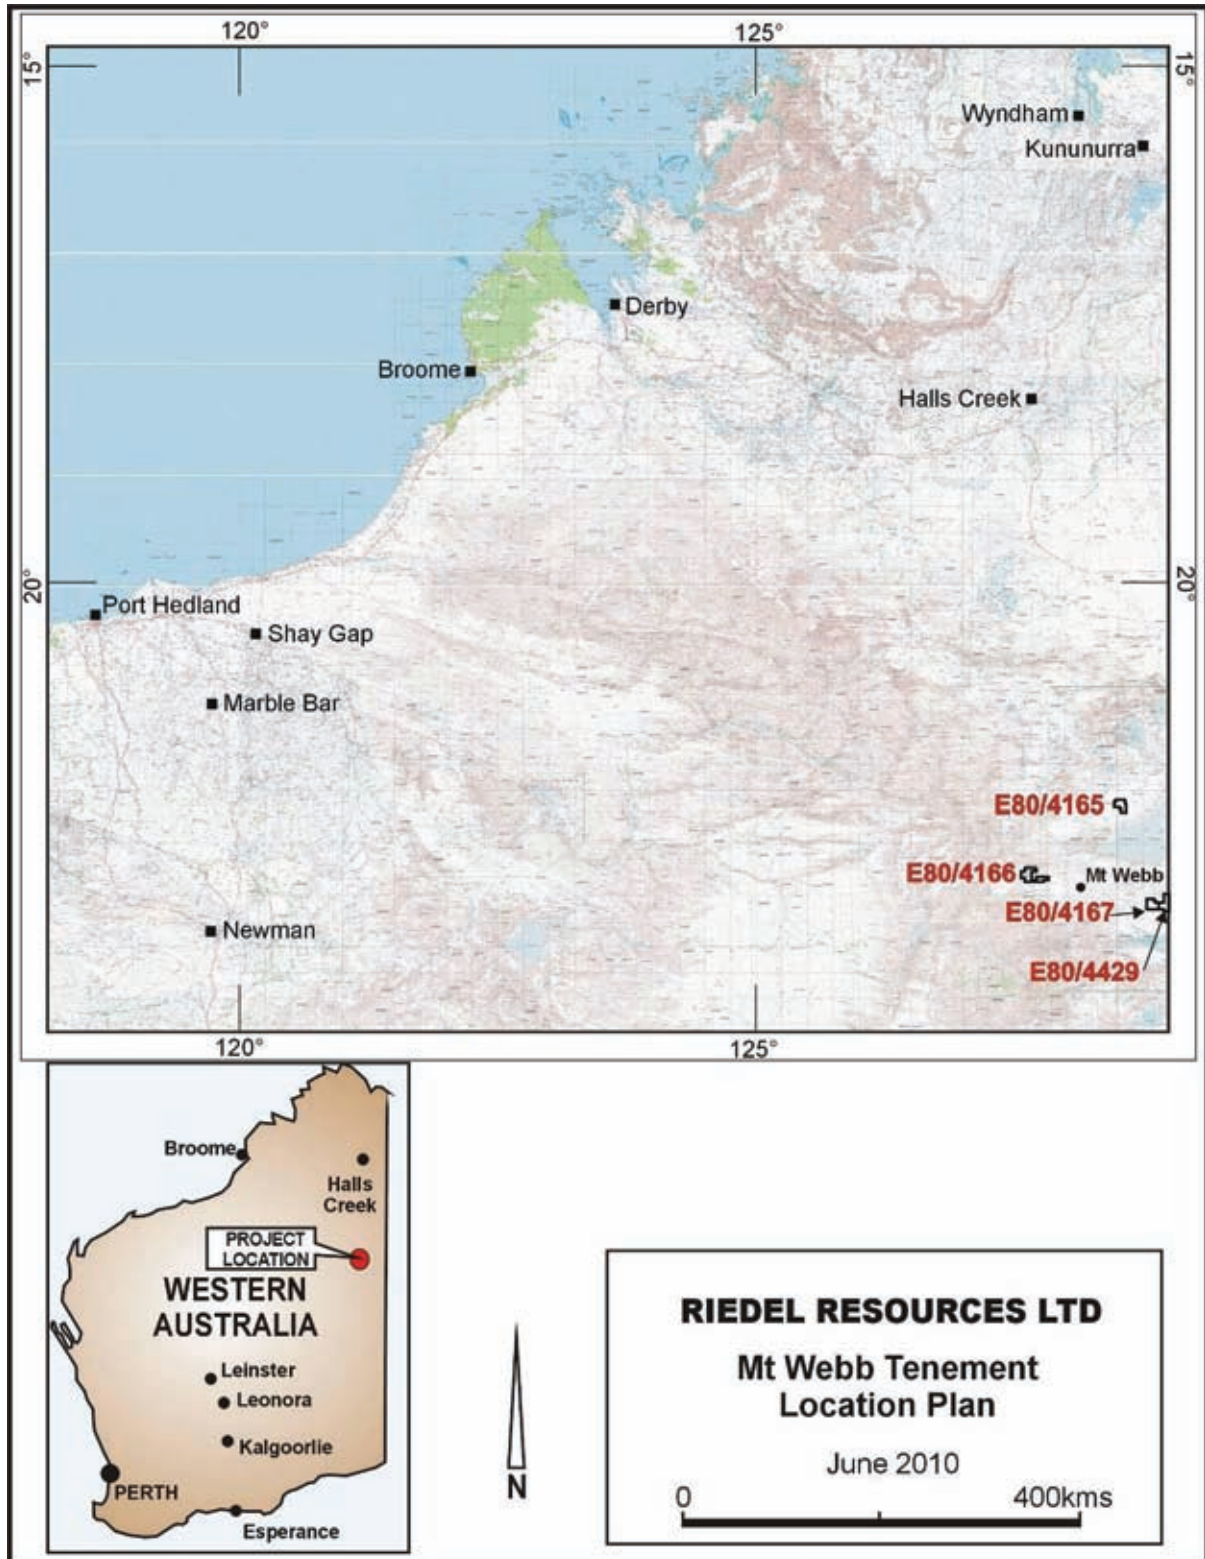 120°
125°
15°
15°
Wyndham
Kununurra
Derby
Broome
Halls Creek
20°
20°
Port Hedland
Shay Gap
Marble Bar
E80/4165
E80/4166
Mt Webb
E80/4167
Newman
E80/4429
120°
125°
Broome
Halls
Creek
PROJECT
LOCATION
WESTERN
AUSTRALIA
Leinster
Leonora
Kalgoorlie
PERTH
Esperance
N
RIEDEL RESOURCES LTD
Mt Webb Tenement
Location Plan
June 2010
0 400kms